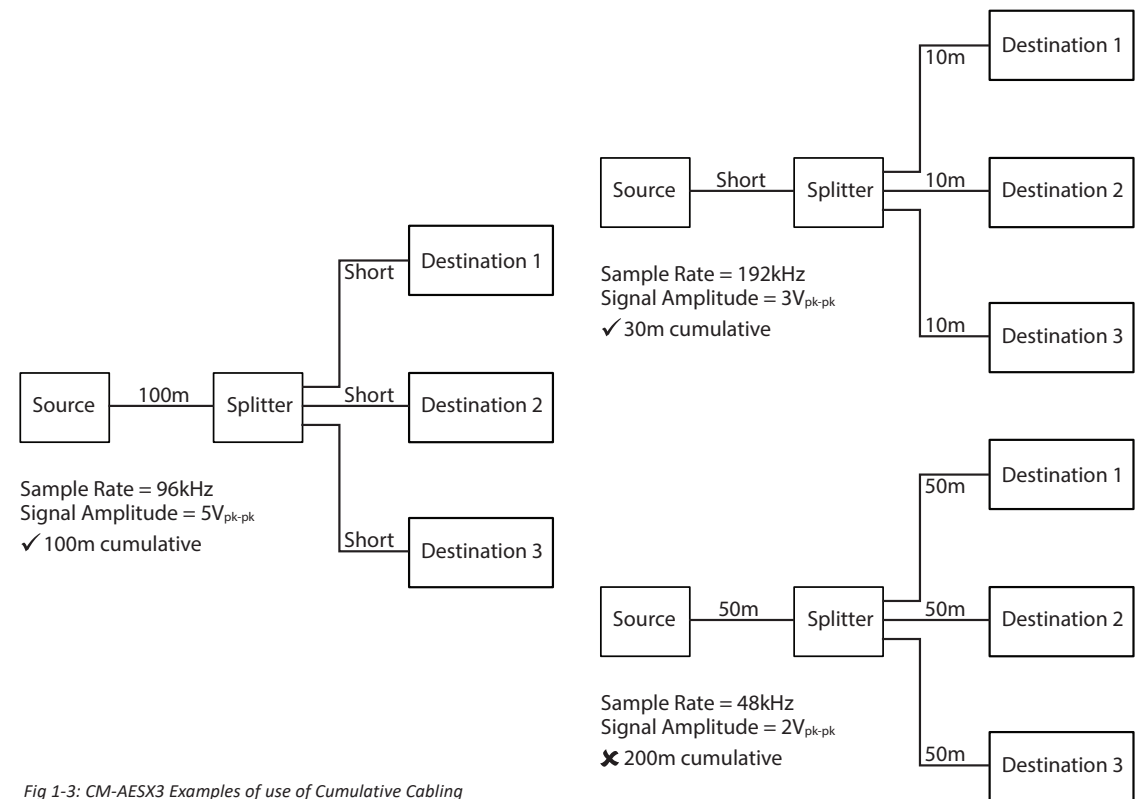 Source
100m
Splitter
Short
Destination 1
Short
Destination 2
Short
Destination 3
Sample Rate = 96kHz
Signal Amplitude = 5Vpk-pk
✓ 100m cumulative
Source
Short
Splitter
10m
Destination 1
10m
Destination 2
10m
Destination 3
Sample Rate = 192kHz
Signal Amplitude = 3Vpk-pk
✓ 30m cumulative
Source
50m
Splitter
50m
Destination 1
50m
Destination 2
50m
Destination 3
Sample Rate = 48kHz
Signal Amplitude = 2Vpk-pk
✘ 200m cumulative
Fig 1-3: CM-AESX3 Examples of use of Cumulative Cabling